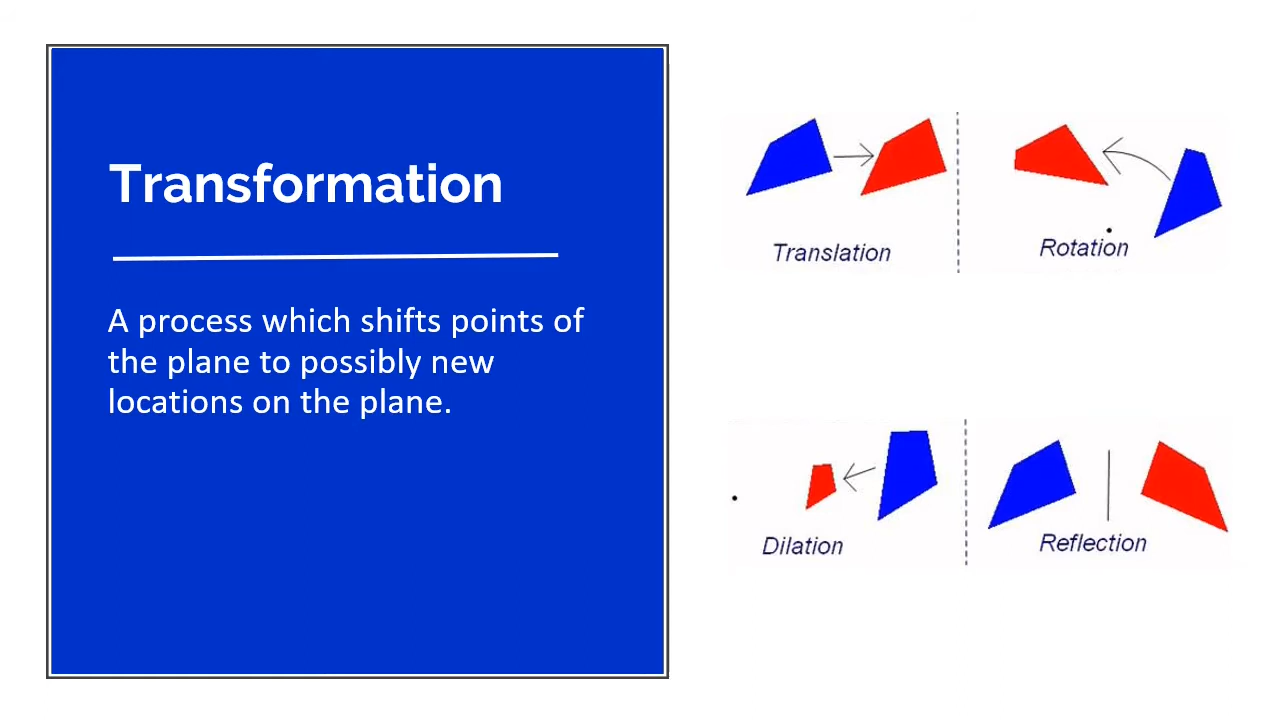 Transformation
A process which shifts points of
the plane to possibly new
locations on the plane.
Translation
Rotation
Dilation
Reflection